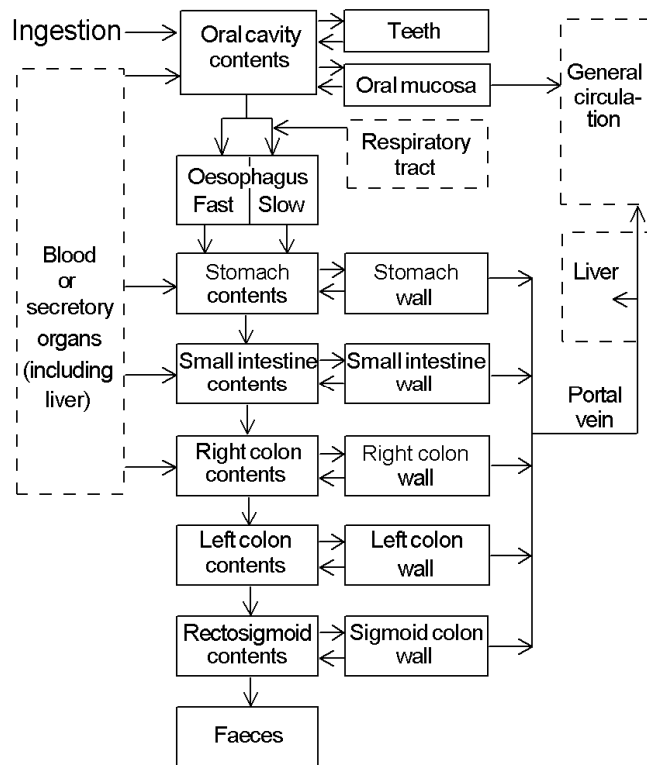 Ingestion
Oral cavity
contents
Teeth
Oral mucosa
General
circula-
tion
Respiratory
tract
Oesophagus
Fast
Slow
Blood
or
secretory
organs
(including
liver)
Stomach
contents
Stomach
wall
Liver
Small intestine
contents
Small intestine
wall
Portal
vein
Right colon
contents
Right colon
wall
Left colon
contents
Left colon
wall
Rectosigmoid
contents
Sigmoid colon
wall
Faeces